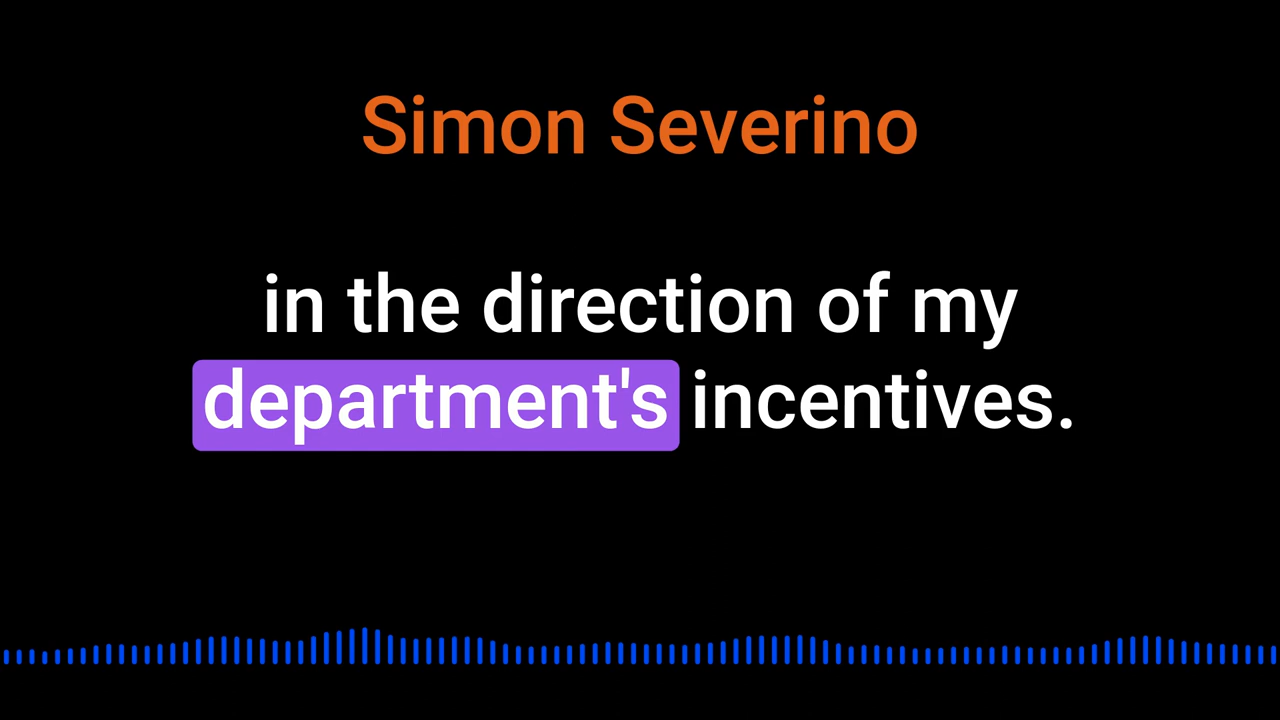 Simon Severino
in the direction of my
department's incentives.